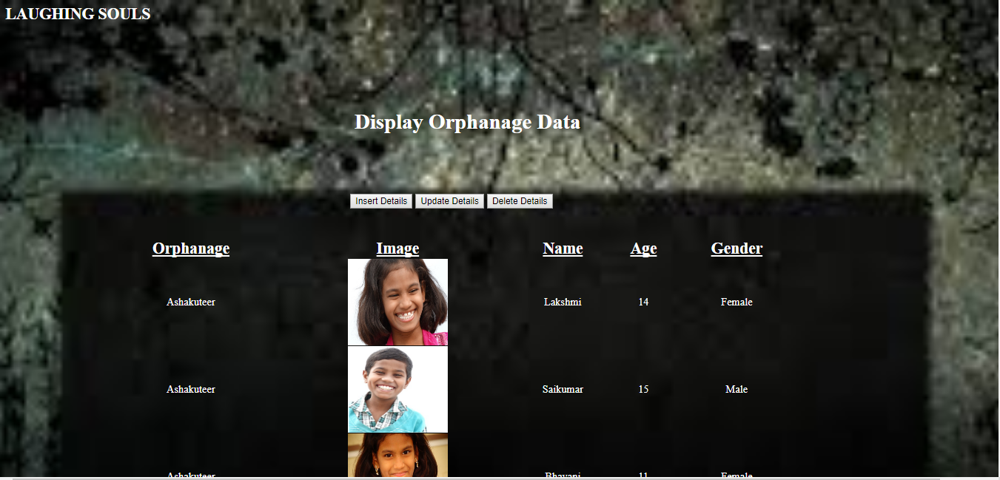 LAUGHING SOULS
Display Orphanage Data
Insert Details Update Details Delete Details
Orphanage Image Name Age Gender
Ashakuteer Lakshmi 14 Female
Ashakuteer Saikumar 15 Male
Ashakuteer Bhavani 11 Female